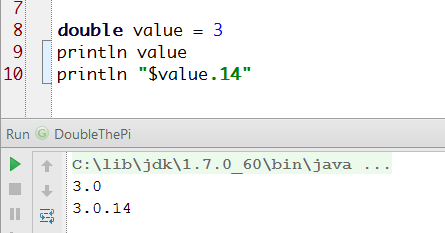 7
8 double value = 3
9 println value
10 println "$value.14"
Run DoubleThePi
C:\lib\jdk\1.7.0_60\bin\java ...
3.0
3.0.14